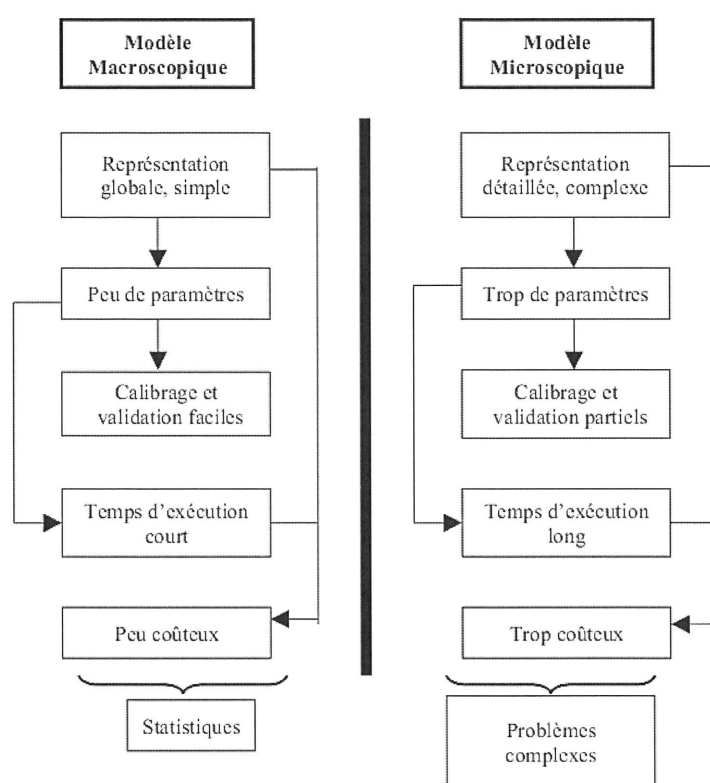 Modèle
Macroscopique
Représentation
globale, simple
Peu de paramètres
Calibrage et
validation faciles
Temps d'exécution
court
Peu coûteux
Statistiques
Modèle
Microscopique
Représentation
détaillée, complexe
Trop de paramètres
Calibrage et
validation partiels
Temps d'exécution
long
Trop coûteux
Problèmes
complexes